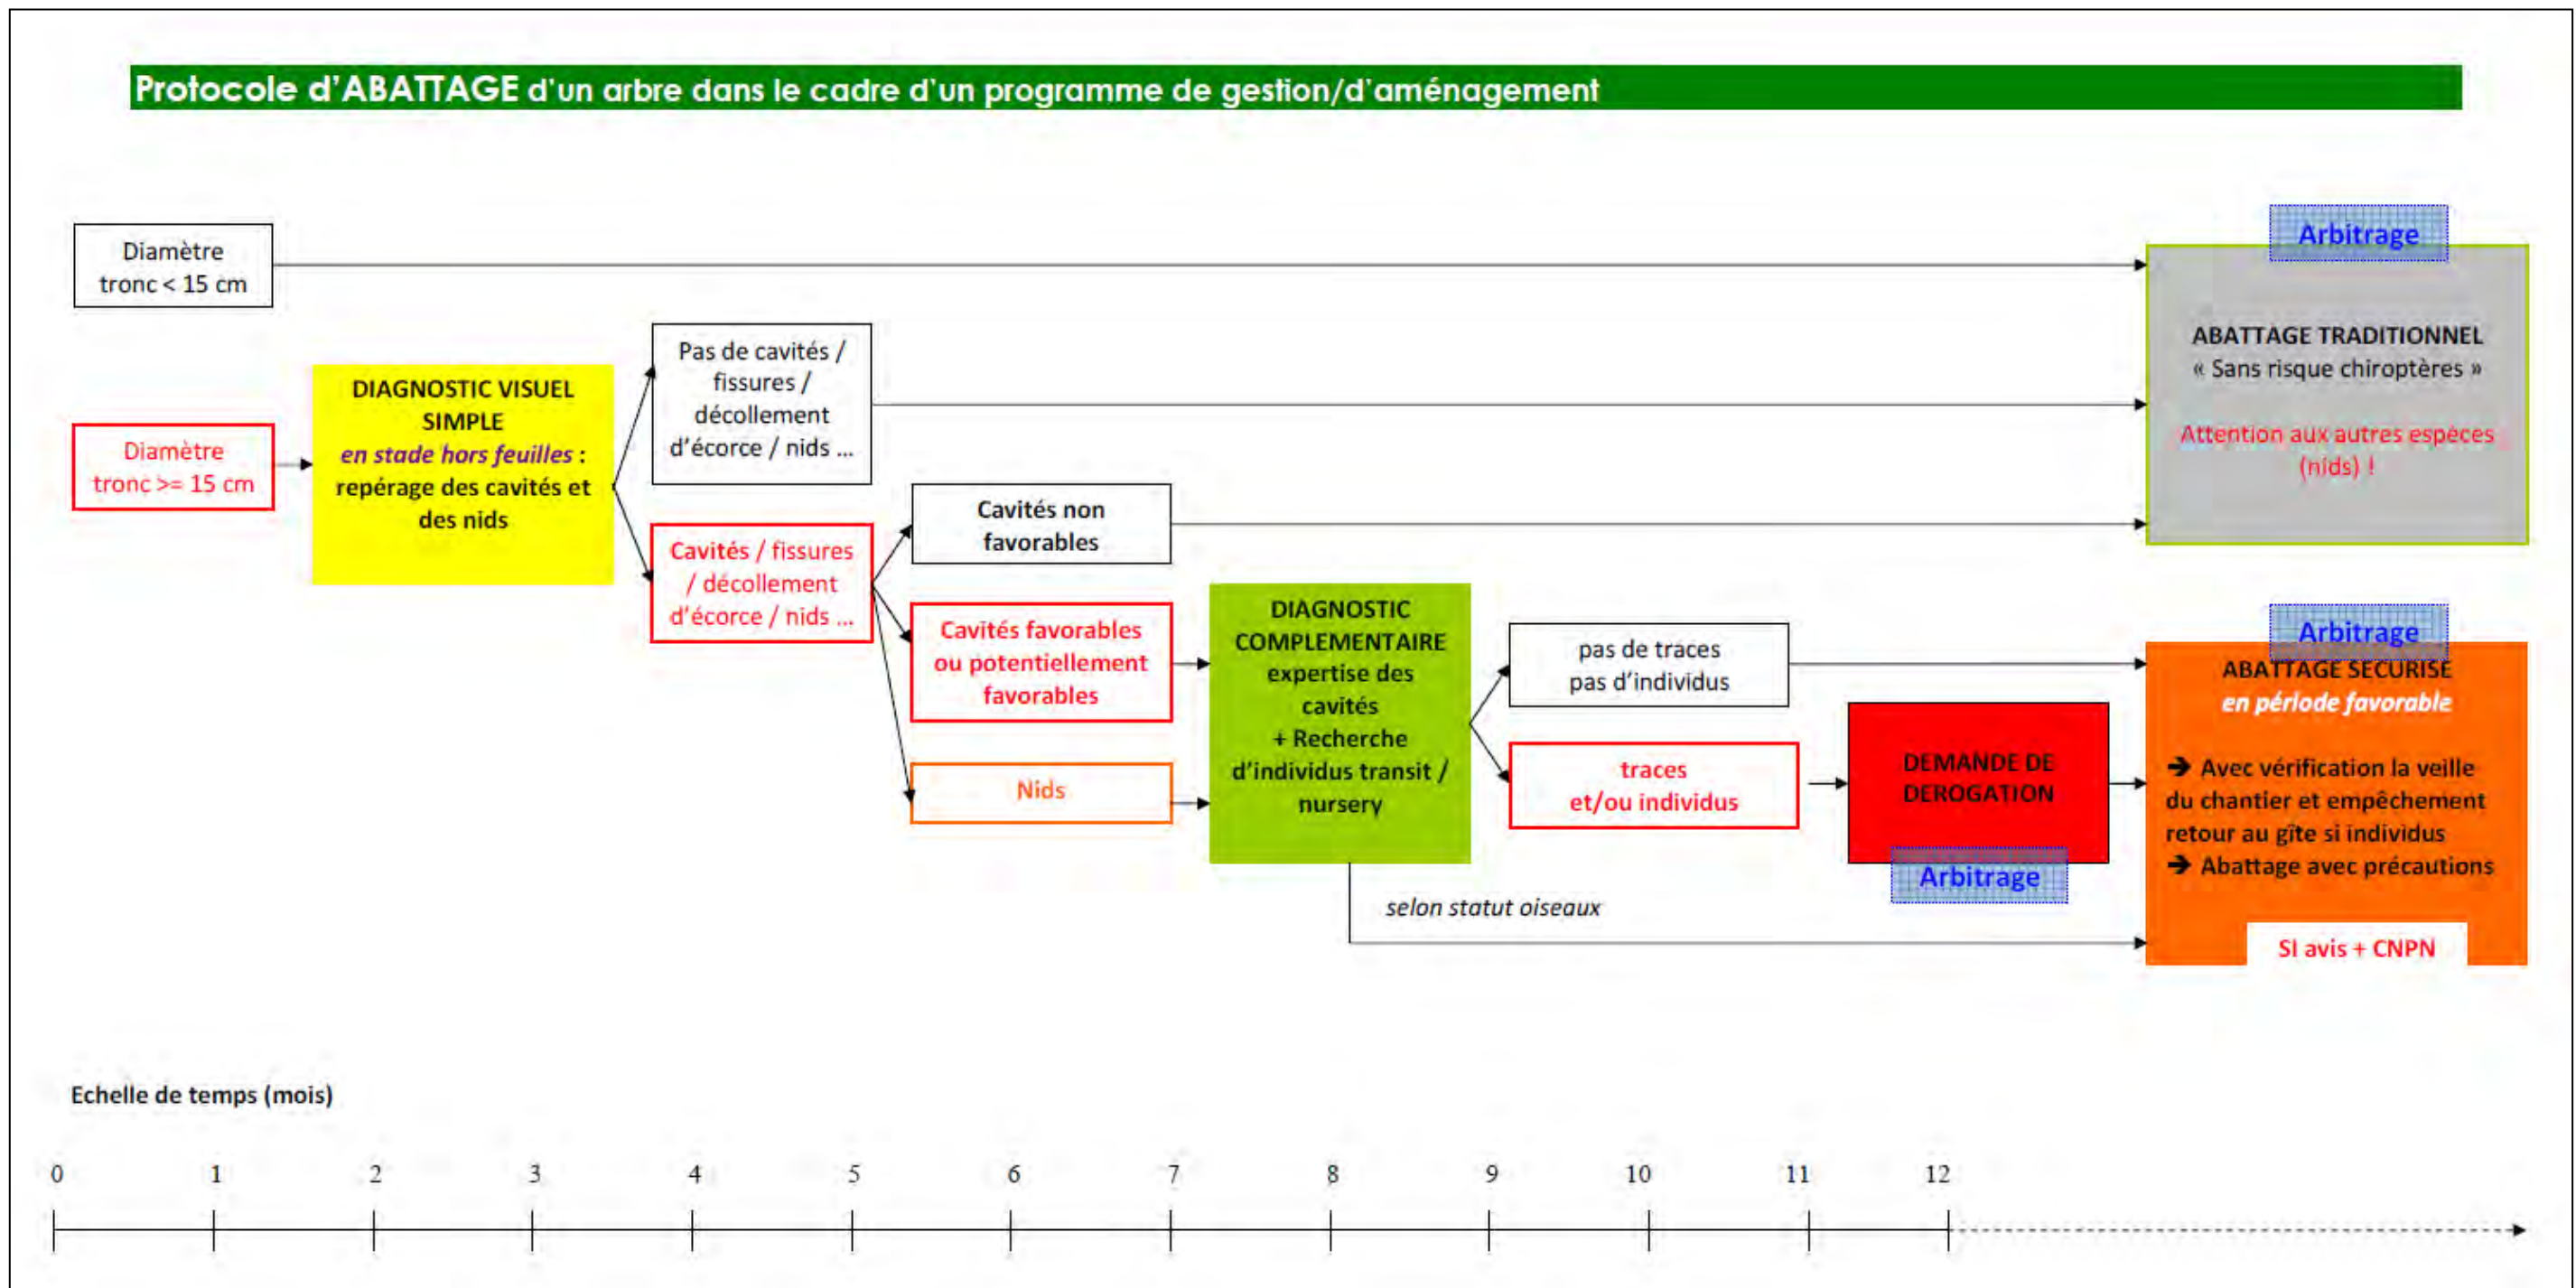 Protocole d'ABATTAGE d'un arbre dans le cadre d'un programme de gestion/d'aménagement
Diamètre
tronc < 15 cm
Diamètre
tronc >= 15 cm
DIAGNOSTIC VISUEL
SIMPLE
en stade hors feuilles :
repérage des cavités et
des nids
Pas de cavités /
fissures /
décollement
d'écorce / nids ...
Cavités / fissures
/ décollement
d'écorce / nids ...
Cavités non
favorables
Cavités favorables
ou potentiellement
favorables
Nids
DIAGNOSTIC
COMPLEMENTAIRE
expertise des
cavités
+ Recherche
d'individus transit /
nursery
pas de traces
pas d'individus
traces
et/ou individus
selon statut oiseaux
DEMANDE DE
DEROGATION
Arbitrage
Arbitrage
ABATTAGE TRADITIONNEL
« Sans risque chiroptères »
Attention aux autres espèces
(nids) !
Arbitrage
ABATTAGE SECURISE
en période favorable
➔ Avec vérification la veille
du chantier et empêchement
retour au gîte si individus
➔ Abattage avec précautions
SI avis + CNPN
Echelle de temps (mois)
0 1 2 3 4 5 6 7 8 9 10 11 12